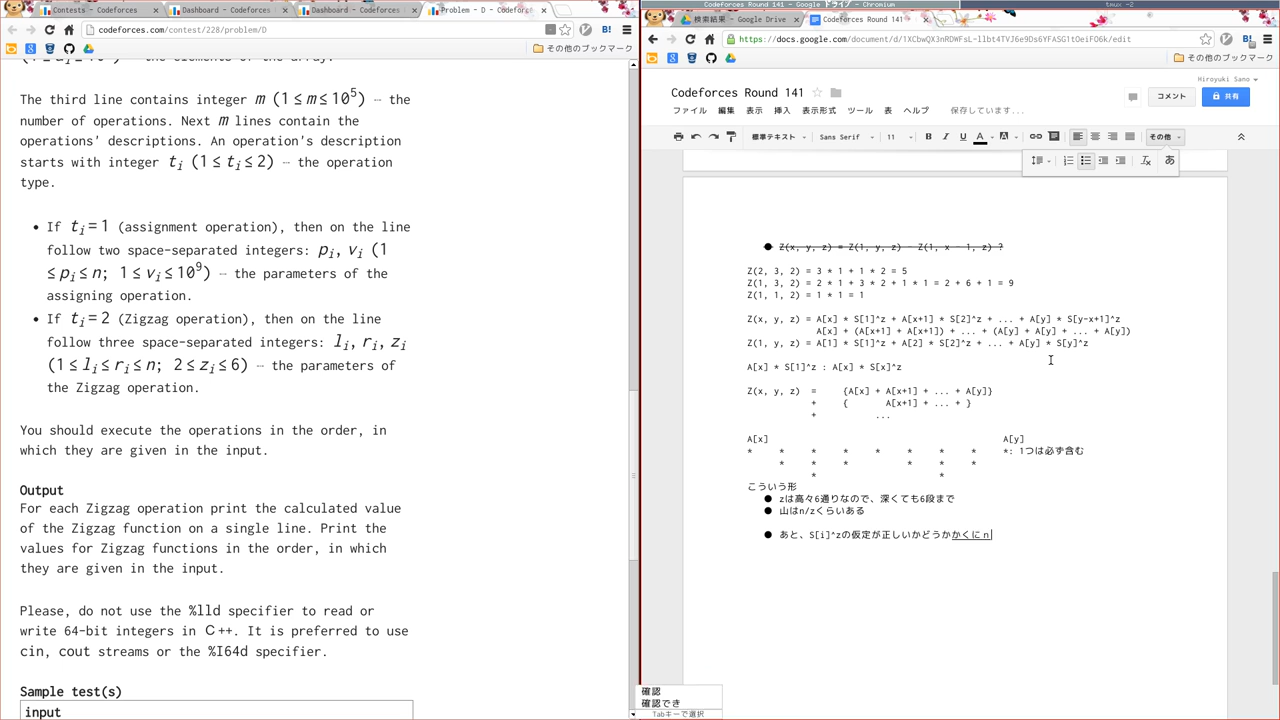 Contests - Codeforces
Dashboard - Codeforces
Dashboard - Codeforces
Problem - D - Codeforces
codeforces.com/contest/228/problem/D
その他のブックマーク
The third line contains integer m (1 ≤ m ≤ 10^5) — the
number of operations. Next m lines contain the
operations' descriptions. An operation's description
starts with integer t_i (1 ≤ t_i ≤ 2) — the operation
type.
• If t_i = 1 (assignment operation), then on the line
follow two space-separated integers: p_i, v_i (1
≤ p_i ≤ n; 1 ≤ v_i ≤ 10^9) — the parameters of the
assigning operation.
• If t_i = 2 (Zigzag operation), then on the line
follow three space-separated integers: l_i, r_i, z_i
(1 ≤ l_i ≤ r_i ≤ n; 2 ≤ z_i ≤ 6) — the parameters of
the Zigzag operation.
You should execute the operations in the order, in
which they are given in the input.
Output
For each Zigzag operation print the calculated value
of the Zigzag function on a single line. Print the
values for Zigzag functions in the order, in which
they are given in the input.
Please, do not use the %lld specifier to read or
write 64-bit integers in C++. It is preferred to use
cin, cout streams or the %I64d specifier.
Sample test(s)
input
Codeforces Round 141 - Google ドライブ - Chromium
tmux -2
検索結果 - Google Drive
Codeforces Round 141
その他のブックマーク
Hiroyuki Sano
Codeforces Round 141
コメント
共有
ファイル 編集 表示 挿入 表示形式 ツール 表 ヘルプ 保存しています...
標準テキスト Sans Serif 11 B I U A A その他
あ
● Z(x, y, z) = Z(1, y, z) - Z(1, x - 1, z) ?
Z(2, 3, 2) = 3 * 1 + 1 * 2 = 5
Z(1, 3, 2) = 2 * 1 + 3 * 2 + 1 * 1 = 2 + 6 + 1 = 9
Z(1, 1, 2) = 1 * 1 = 1
Z(x, y, z) = A[x] * S[1]^z + A[x+1] * S[2]^z + ... + A[y] * S[y-x+1]^z
A[x] + (A[x+1] + A[x+1]) + ... + (A[y] + A[y] + ... + A[y])
Z(1, y, z) = A[1] * S[1]^z + A[2] * S[2]^z + ... + A[y] * S[y]^z
A[x] * S[1]^z : A[x] * S[x]^z
Z(x, y, z) = {A[x] + A[x+1] + ... + A[y]}
+ { A[x+1] + ... + }
+ ...
A[x] A[y]
* * * * * * * * *: 1つは必ず含む
* * * * * *
* *
こういう形
● zは高々6通りなので、深くても6段まで
● 山はn/zくらいある
● あと、S[i]^zの仮定が正しいかどうかかくにn
確認
確認でき
Tabキーで選択